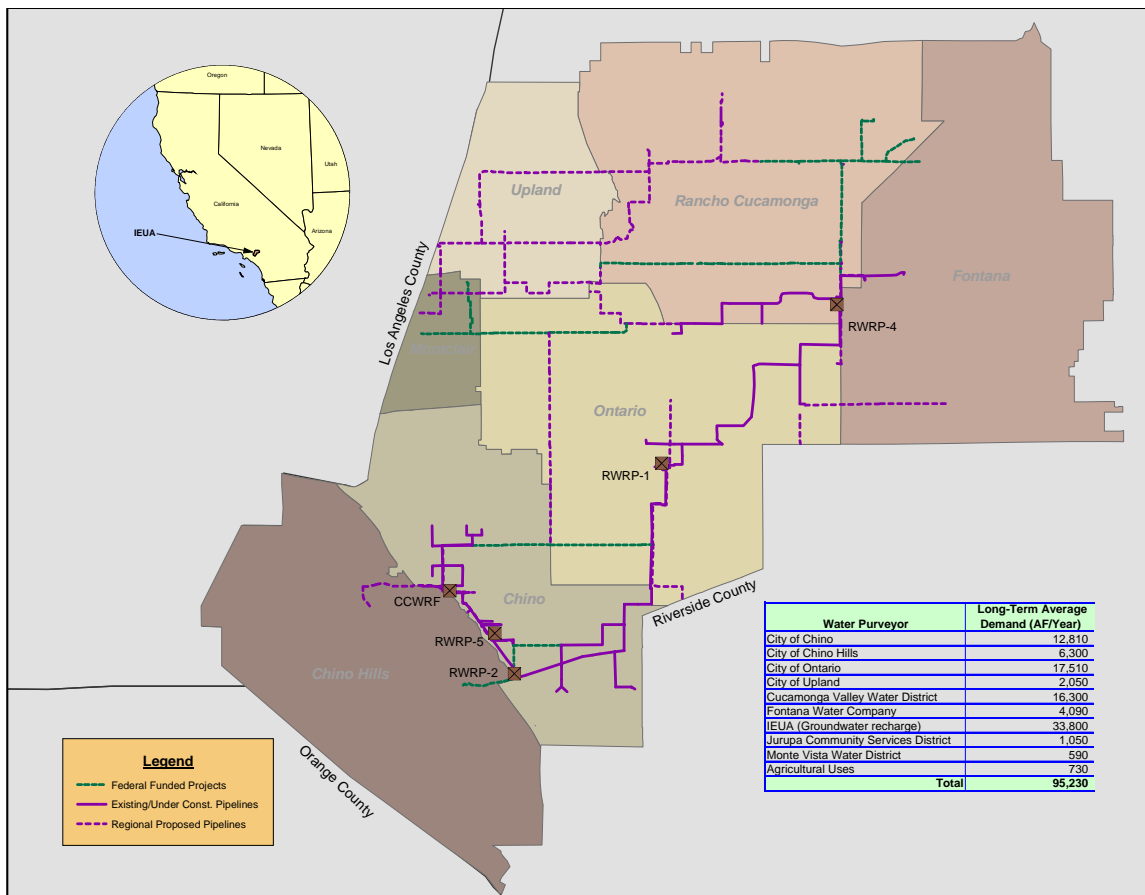 Oregon
Nevada
Utah
California
Arizona
IEUA
Los Angeles County
Upland
Rancho Cucamonga
Fontana
RWRP-4
Montclair
Ontario
RWRP-1
CCWRF
Chino
RWRP-5
RWRP-2
Chino Hills
Riverside County
Orange County
Legend
Federal Funded Projects
Existing/Under Const. Pipelines
Regional Proposed Pipelines
Water Purveyor Long-Term Average Demand (AF/Year)
City of Chino 12,810
City of Chino Hills 6,300
City of Ontario 17,510
City of Upland 2,050
Cucamonga Valley Water District 16,300
Fontana Water Company 4,090
IEUA (Groundwater recharge) 33,800
Jurupa Community Services District 1,050
Monte Vista Water District 590
Agricultural Uses 730
Total 95,230